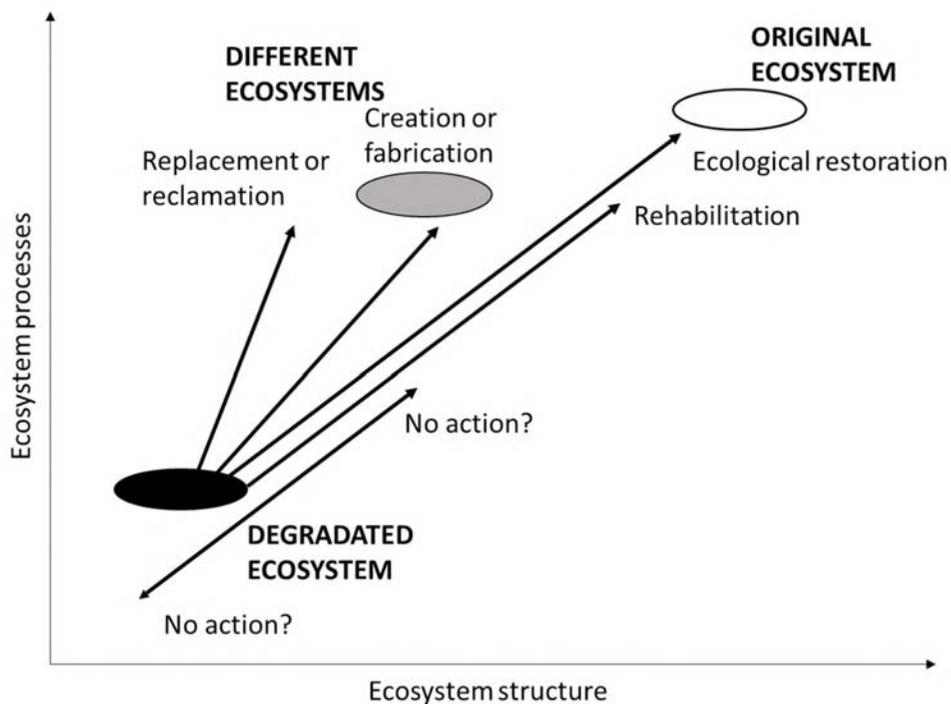 DIFFERENT
ECOSYSTEMS
ORIGINAL
ECOSYSTEM
Creation or
fabrication
Replacement or
reclamation
Ecological restoration
Rehabilitation
Ecosystem processes
No action?
DEGRADATED
ECOSYSTEM
No action?
Ecosystem structure